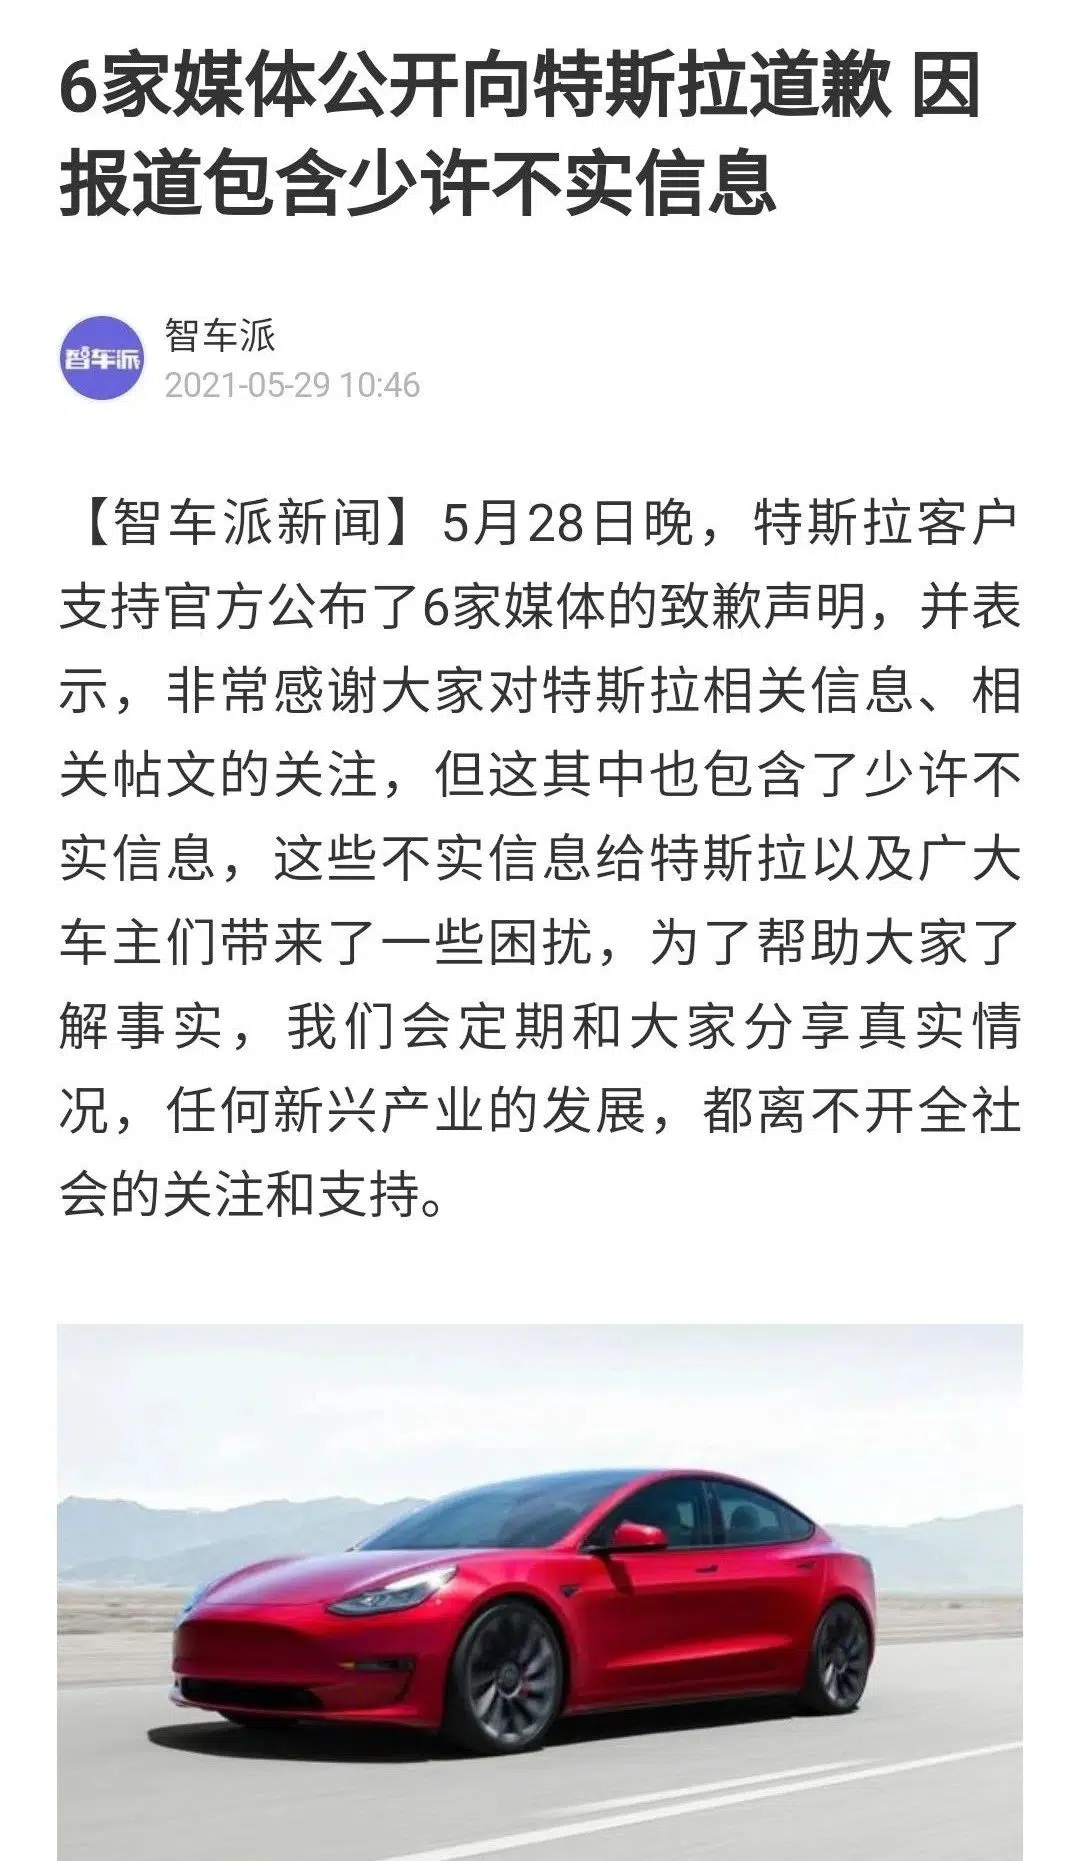 6家媒体公开向特斯拉道歉 因
报道包含少许不实信息
智车派
智车派
2021-05-29 10:46
【智车派新闻】5月28日晚，特斯拉客户
支持官方公布了6家媒体的致歉声明，并表
示，非常感谢大家对特斯拉相关信息、相
关帖文的关注，但这其中也包含了少许不
实信息，这些不实信息给特斯拉以及广大
车主们带来了一些困扰，为了帮助大家了
解事实，我们会定期和大家分享真实情
况，任何新兴产业的发展，都离不开全社
会的关注和支持。